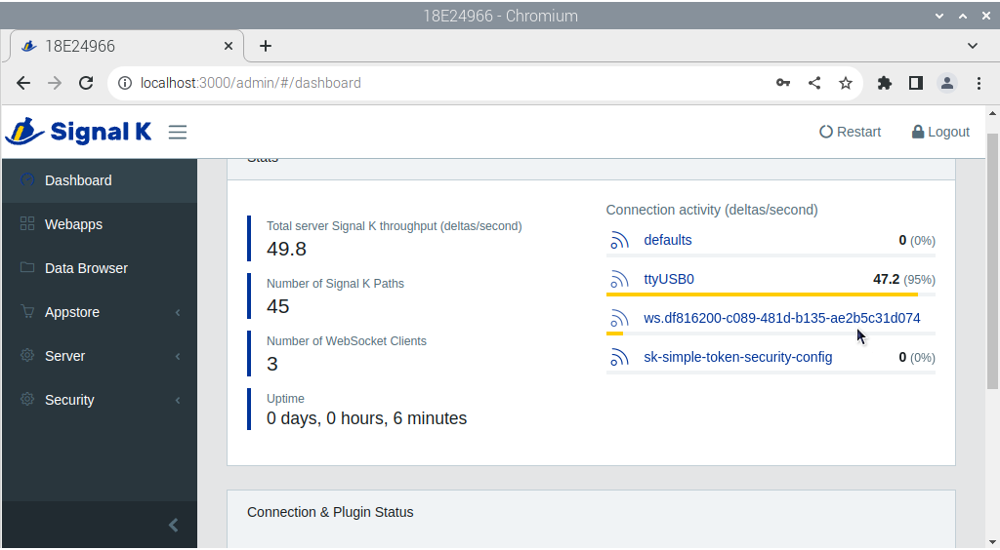 18E24966 - Chromium
18E24966
localhost:3000/admin/#/dashboard
Signal K
Restart
Logout
Stats
Dashboard
Webapps
Data Browser
Appstore
Server
Security
Total server Signal K throughput (deltas/second)
49.8
Number of Signal K Paths
45
Number of WebSocket Clients
3
Uptime
0 days, 0 hours, 6 minutes
Connection activity (deltas/second)
defaults 0 (0%)
ttyUSB0 47.2 (95%)
ws.df816200-c089-481d-b135-ae2b5c31d074
sk-simple-token-security-config 0 (0%)
Connection & Plugin Status